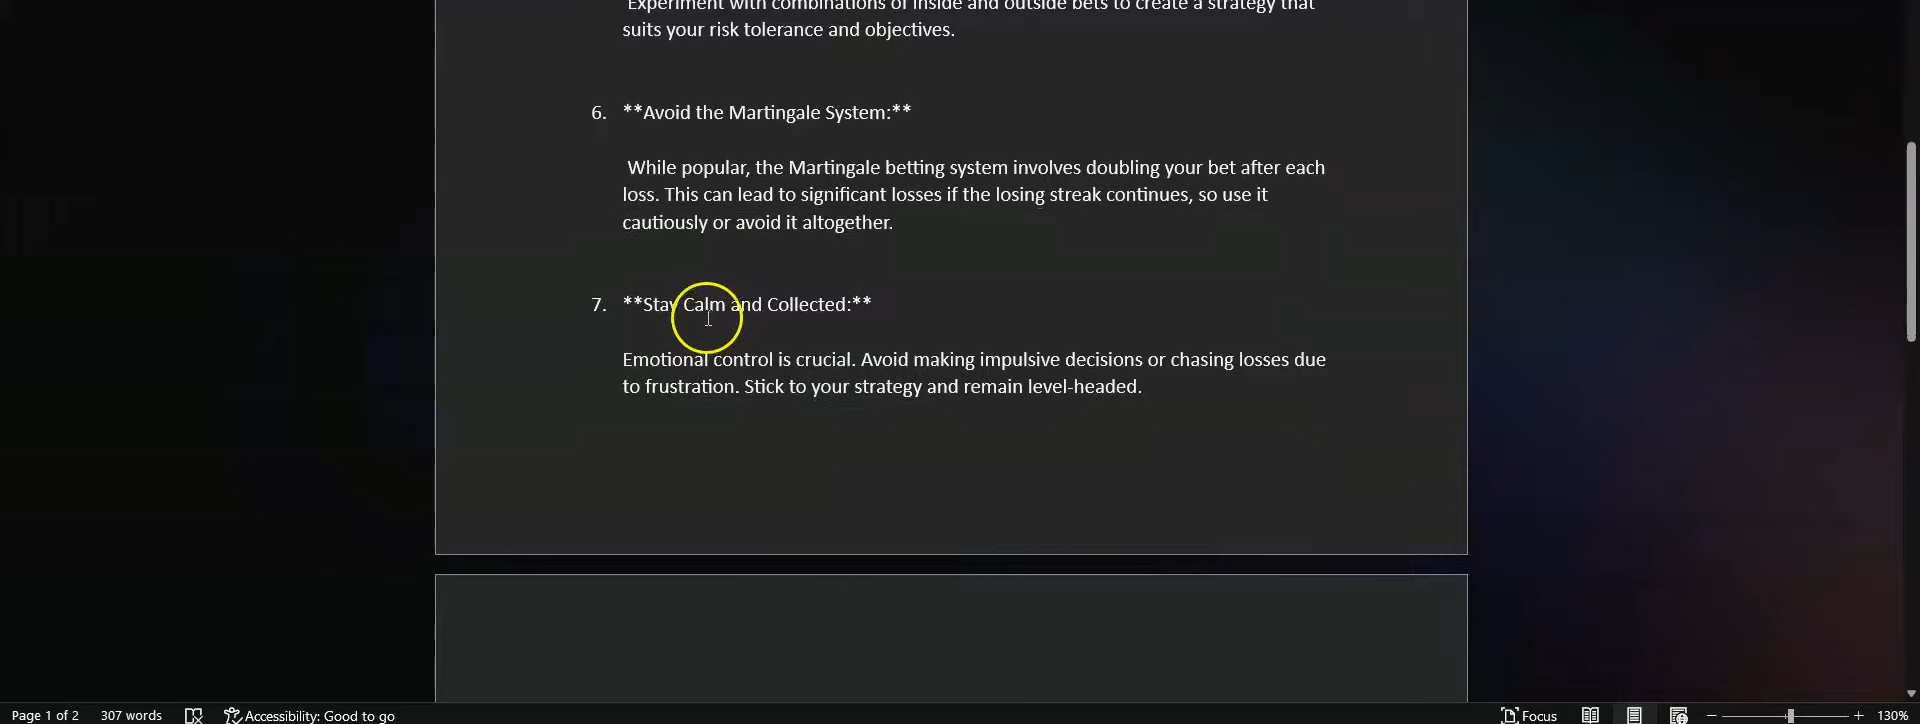 Experiment with combinations of inside and outside bets to create a strategy that
suits your risk tolerance and objectives.
6. **Avoid the Martingale System:**
While popular, the Martingale betting system involves doubling your bet after each
loss. This can lead to significant losses if the losing streak continues, so use it
cautiously or avoid it altogether.
7. **Stay Calm and Collected:**
Emotional control is crucial. Avoid making impulsive decisions or chasing losses due
to frustration. Stick to your strategy and remain level-headed.
Page 1 of 2 307 words Accessibility: Good to go Focus 130%